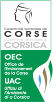 CORSE
CORSICA
OEC
Office de
l'Environnement
de la Corse
UAC
Uffiziu di
l'Ambiente di
a Corsica